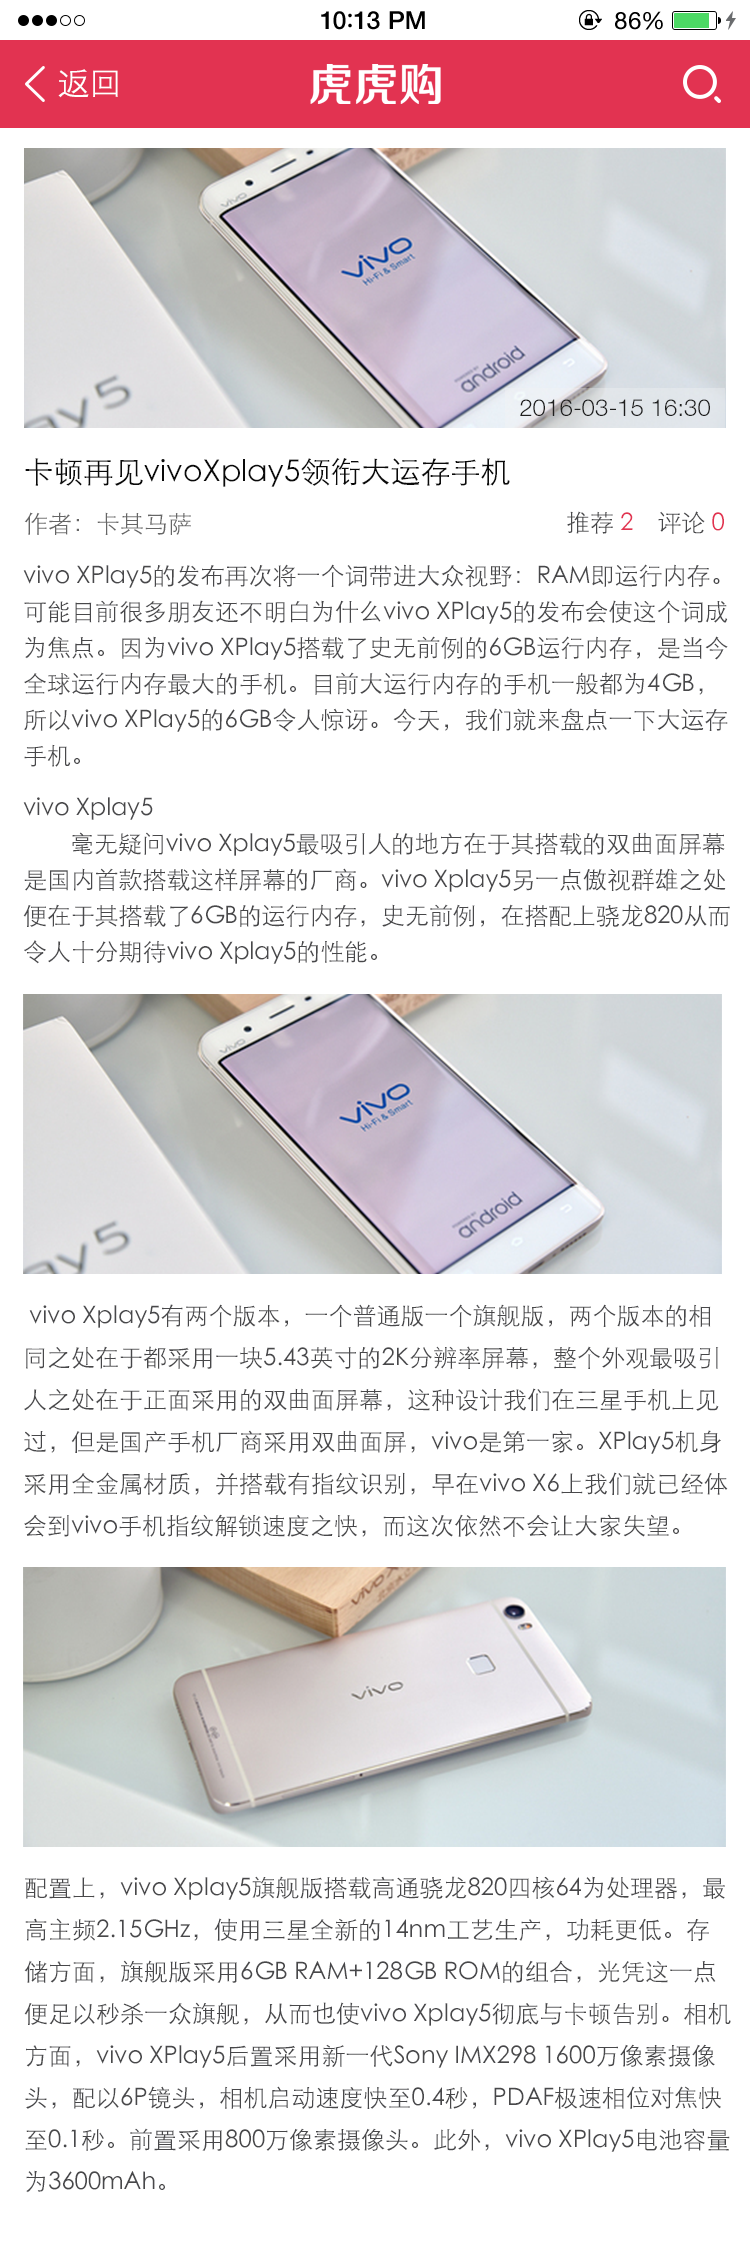 10:13 PM
86%
返回
虎虎购
vivo
vivo
Hi-Fi & Smart
POWERED BY
android
ay5
2016-03-15 16:30
卡顿再见vivoXplay5领衔大运存手机
作者：卡其马萨
推荐 2 评论 0
vivo XPlay5的发布再次将一个词带进大众视野：RAM即运行内存。
可能目前很多朋友还不明白为什么vivo XPlay5的发布会使这个词成
为焦点。因为vivo XPlay5搭载了史无前例的6GB运行内存，是当今
全球运行内存最大的手机。目前大运行内存的手机一般都为4GB，
所以vivo XPlay5的6GB令人惊讶。今天，我们就来盘点一下大运存
手机。
vivo Xplay5
毫无疑问vivo Xplay5最吸引人的地方在于其搭载的双曲面屏幕
是国内首款搭载这样屏幕的厂商。vivo Xplay5另一点傲视群雄之处
便在于其搭载了6GB的运行内存，史无前例，在搭配上骁龙820从而
令人十分期待vivo Xplay5的性能。
vivo
vivo
Hi-Fi & Smart
POWERED BY
android
ay5
vivo Xplay5有两个版本，一个普通版一个旗舰版，两个版本的相
同之处在于都采用一块5.43英寸的2K分辨率屏幕，整个外观最吸引
人之处在于正面采用的双曲面屏幕，这种设计我们在三星手机上见
过，但是国产手机厂商采用双曲面屏，vivo是第一家。XPlay5机身
采用全金属材质，并搭载有指纹识别，早在vivo X6上我们就已经体
会到vivo手机指纹解锁速度之快，而这次依然不会让大家失望。
vivo X
vivo
配置上，vivo Xplay5旗舰版搭载高通骁龙820四核64为处理器，最
高主频2.15GHz，使用三星全新的14nm工艺生产，功耗更低。存
储方面，旗舰版采用6GB RAM+128GB ROM的组合，光凭这一点
便足以秒杀一众旗舰，从而也使vivo Xplay5彻底与卡顿告别。相机
方面，vivo XPlay5后置采用新一代Sony IMX298 1600万像素摄像
头，配以6P镜头，相机启动速度快至0.4秒，PDAF极速相位对焦快
至0.1秒。前置采用800万像素摄像头。此外，vivo XPlay5电池容量
为3600mAh。